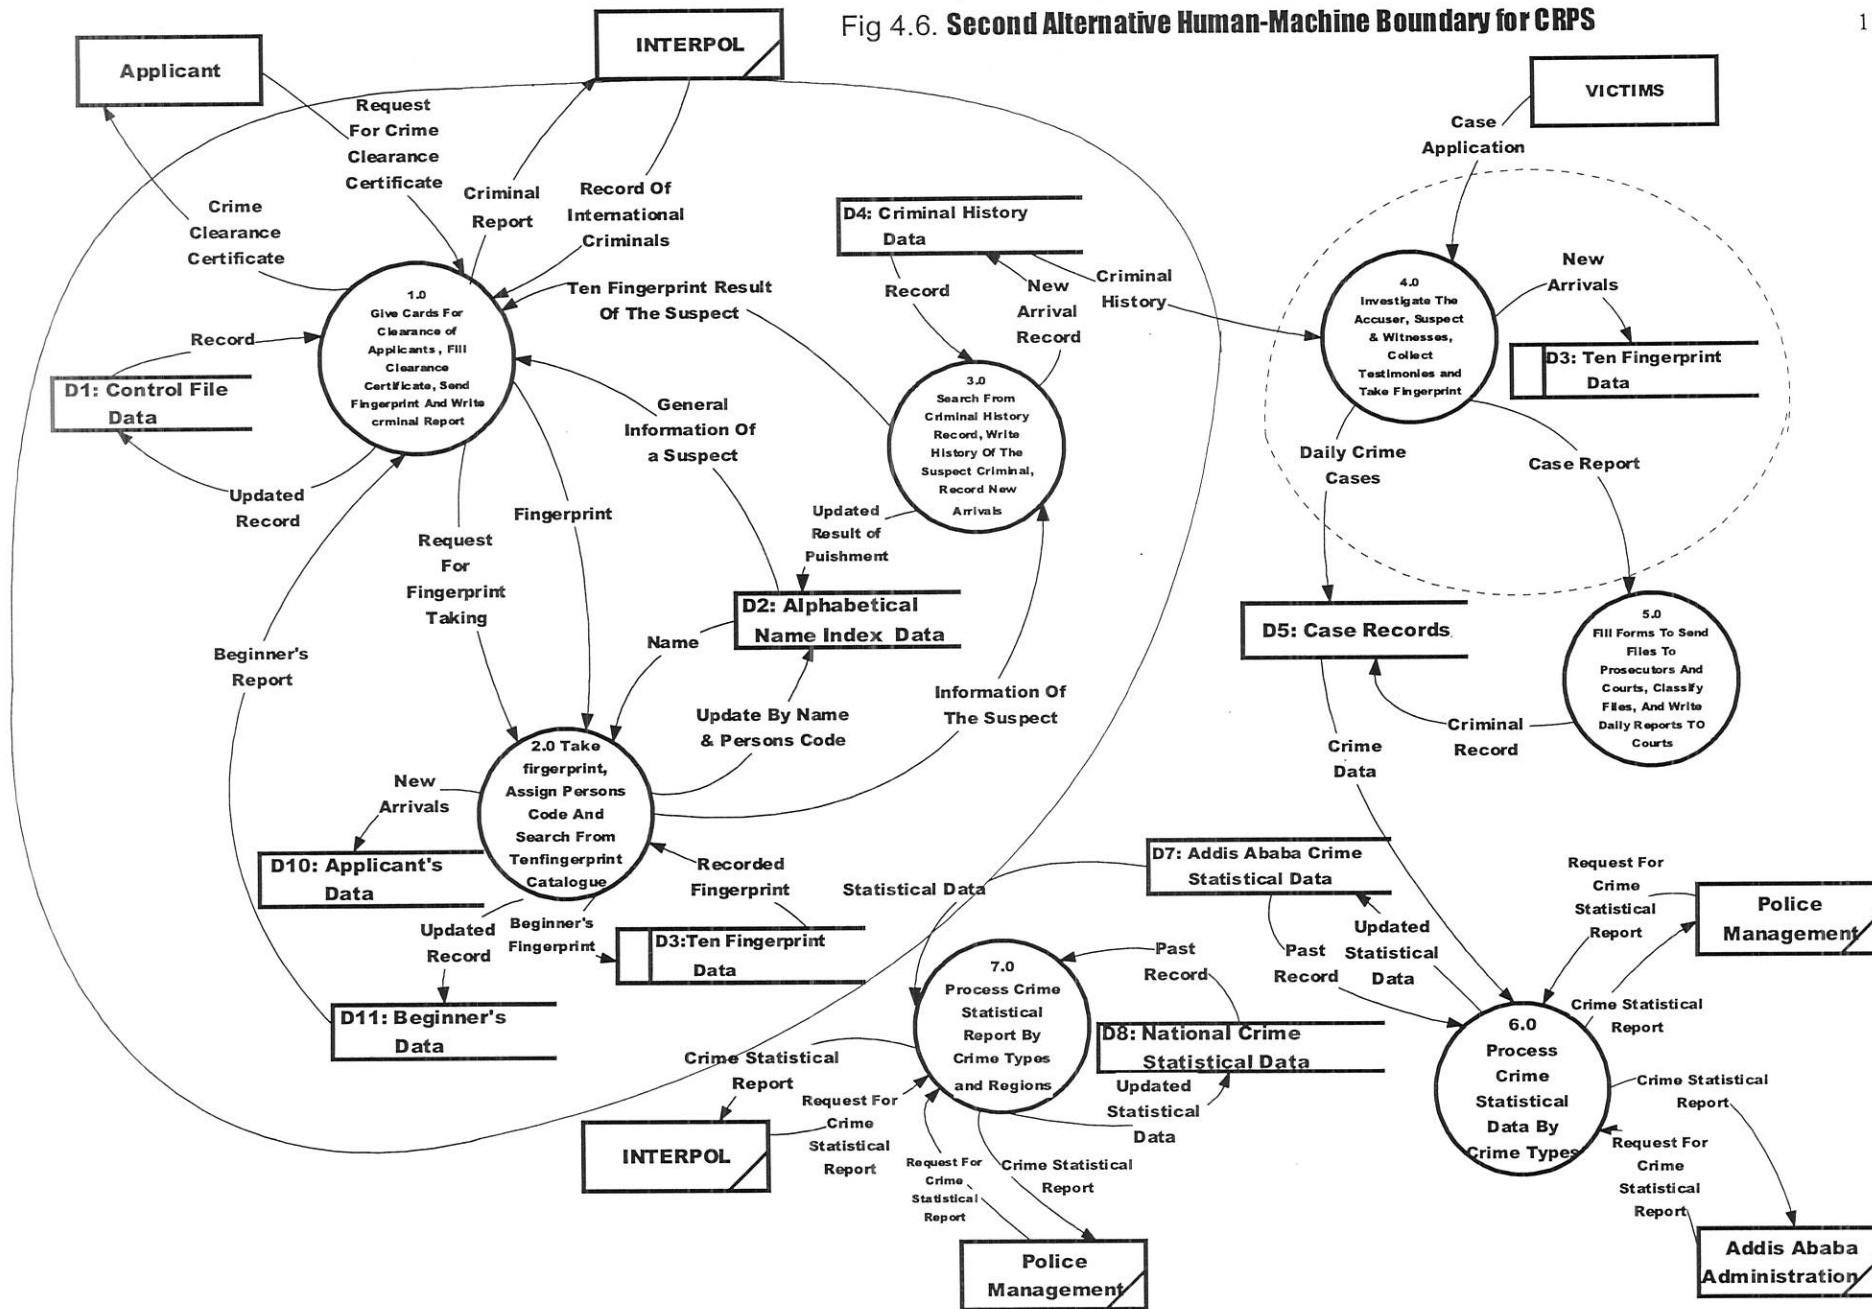 Fig 4.6. Second Alternative Human-Machine Boundary for CRPS
1
Applicant
INTERPOL
VICTIMS
Request
For Crime
Clearance
Certificate
Criminal
Report
Record Of
International
Criminals
Crime
Clearance
Certificate
Case
Application
D4: Criminal History
Data
Record
New
Arrival
Record
Criminal
History
New
Arrivals
Ten Fingerprint Result
Of The Suspect
1.0
Give Cards For
Clearance of
Applicants, Fill
Clearance
Certificate, Send
Fingerprint And Write
crminal Report
Record
D1: Control File
Data
Updated
Record
4.0
Investigate The
Accuser, Suspect
& Witnesses,
Collect
Testimonies and
Take Fingerprint
D3: Ten Fingerprint
Data
3.0
Search From
Criminal History
Record, Write
History Of The
Suspect Criminal,
Record New
Arrivals
General
Information Of
a Suspect
Daily Crime
Cases
Case Report
Fingerprint
Request
For
Fingerprint
Taking
Updated
Result of
Puishment
D2: Alphabetical
Name Index Data
Name
Beginner's
Report
Update By Name
& Persons Code
Information Of
The Suspect
D5: Case Records
5.0
Fill Forms To Send
Files To
Prosecutors And
Courts, Classify
Files, And Write
Daily Reports TO
Courts
Criminal
Record
Crime
Data
2.0 Take
firgerprint,
Assign Persons
Code And
Search From
Tenfingerprint
Catalogue
New
Arrivals
D10: Applicant's
Data
Recorded
Fingerprint
Updated
Record
Beginner's
Fingerprint
D3:Ten Fingerprint
Data
D11: Beginner's
Data
Statistical Data
D7: Addis Ababa Crime
Statistical Data
Past
Record
Updated
Statistical
Data
Request For
Crime
Statistical
Report
Police
Management
Crime Statistical
Report
7.0
Process Crime
Statistical
Report By
Crime Types
and Regions
Past
Record
D8: National Crime
Statistical Data
Updated
Statistical
Data
6.0
Process
Crime
Statistical
Data By
Crime Types
Crime Statistical
Report
Request For
Crime
Statistical
Report
Addis Ababa
Administration
Crime Statistical
Report
Request For
Crime
Statistical
Report
INTERPOL
Request For
Crime
Statistical
Report
Crime Statistical
Report
Police
Management